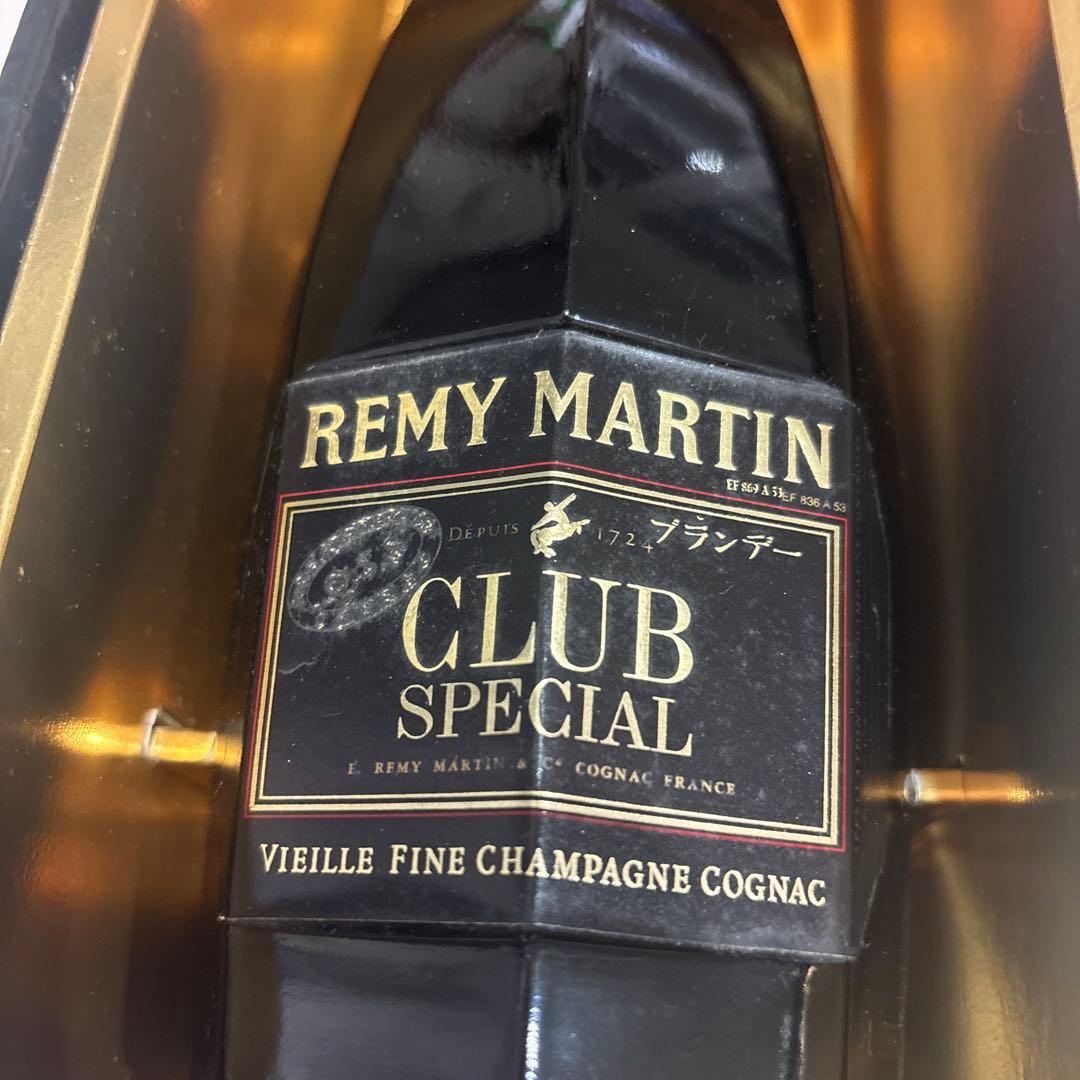 REMY MARTIN
EF 869 A 53 EF 836 A 53
DEPUIS 1724 ブランデー
CLUB
SPECIAL
E. REMY MARTIN & Cº COGNAC FRANCE
VIEILLE FINE CHAMPAGNE COGNAC